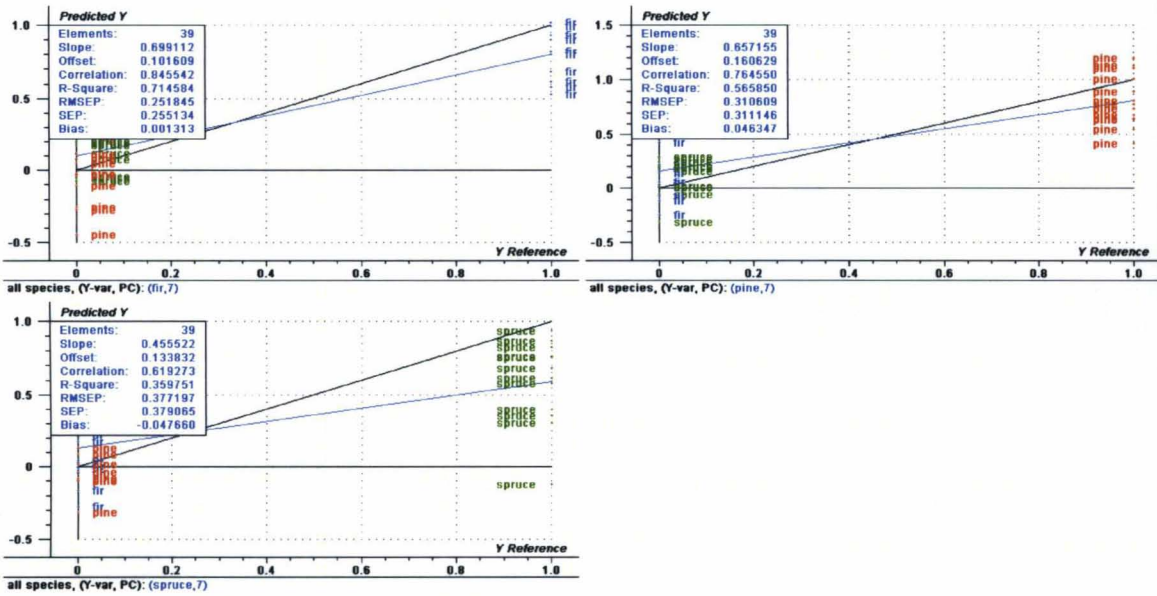 Predicted Y
1.0
Elements: 39
Slope: 0.699112
Offset: 0.101609
Correlation: 0.845542
R-Square: 0.714584
RMSEP: 0.251845
SEP: 0.255134
Bias: 0.001313
0.5
0
-0.5
fir
fir
spruce
pine
pine
pine
Y Reference
0 0.2 0.4 0.6 0.8 1.0
all species, (Y-var, PC): (fir,7)
Predicted Y
1.5
Elements: 39
Slope: 0.657155
Offset: 0.160629
Correlation: 0.764550
R-Square: 0.565850
RMSEP: 0.310609
SEP: 0.311146
Bias: 0.046347
1.0
0.5
0
-0.5
pine
pine
pine
pine
pine
pine
fir
spruce
spruce
fir
spruce
Y Reference
0 0.2 0.4 0.6 0.8 1.0
all species, (Y-var, PC): (pine,7)
Predicted Y
1.0
Elements: 39
Slope: 0.455522
Offset: 0.133832
Correlation: 0.619273
R-Square: 0.359751
RMSEP: 0.377197
SEP: 0.379065
Bias: -0.047660
0.5
0
-0.5
spruce
spruce
spruce
spruce
spruce
spruce
spruce
spruce
spruce
spruce
pine
pine
fir
fir
pine
Y Reference
0 0.2 0.4 0.6 0.8 1.0
all species, (Y-var, PC): (spruce,7)